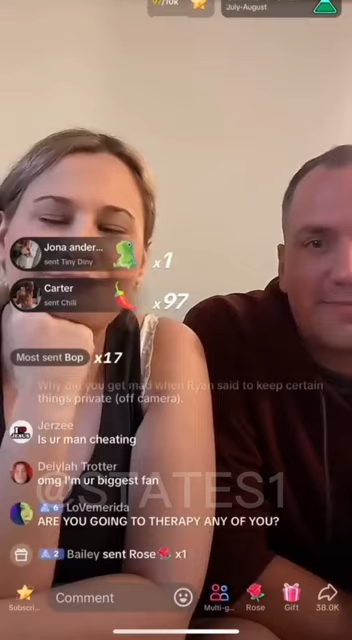 /10k
July-August
Jona ander...
sent Tiny Diny
x1
Carter
sent Chili
x97
Most sent Bop
x17
Why did you get mad when Ryan said to keep certain
things private (off camera).
Jerzee
Is ur man cheating
Delylah Trotter
omg I'm ur biggest fan
@STATES1
6 LoVemerida
ARE YOU GOING TO THERAPY ANY OF YOU?
2 Bailey sent Rose x1
Subscri...
Comment
Multi-g...
Rose
Gift
38.0K